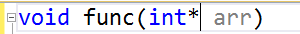 void func(int* arr)